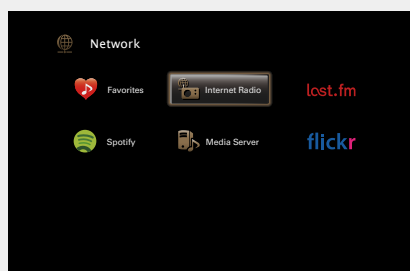 Network
Favorites
Internet Radio
last.fm
Spotify
Media Server
flickr